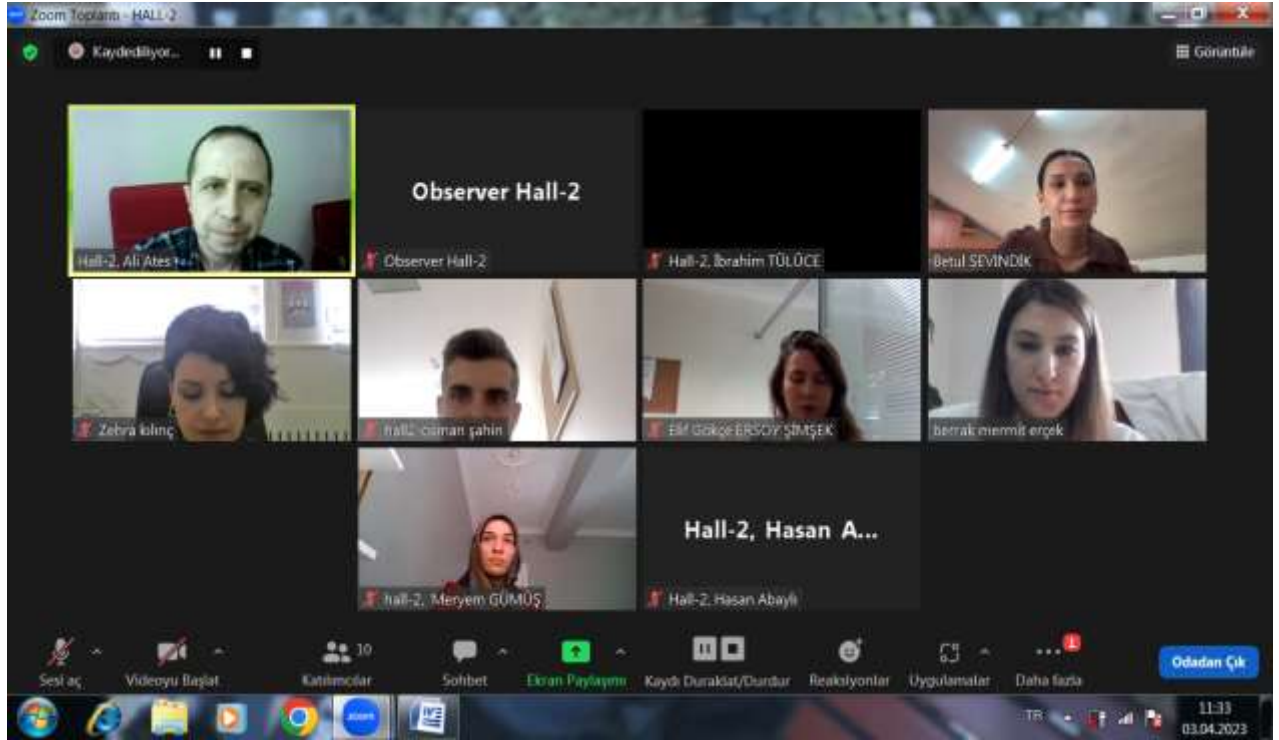 Zoom Toplantı - HALL-2
Kaydediliyor...
Görüntüle
Hall-2, Ali Ates
Observer Hall-2
Observer Hall-2
Hall-2, İbrahim TÜLÜCE
Betul SEVİNDİK
Zehra kılınç
hall2- osman şahin
Elif Gökçe ERSOY ŞİMŞEK
berrak mermit erçek
hall-2, Meryem GÜMÜŞ
Hall-2, Hasan A...
Hall-2, Hasan Abaylı
Sesi aç
Videoyu Başlat
10
Katılımcılar
Sohbet
Ekran Paylaşımı
Kaydı Duraklat/Durdur
Reaksiyonlar
Uygulamalar
1
Daha fazla
Odadan Çık
zoom
TR
11:33
03.04.2023